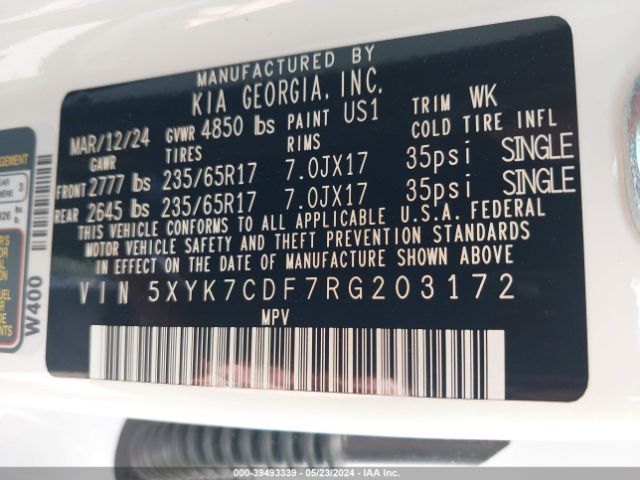 MANUFACTURED BY
KIA GEORGIA, INC.
MAR/12/24 GVWR 4850 lbs PAINT US1 TRIM WK
GAWR TIRES RIMS COLD TIRE INFL
FRONT 2777 lbs 235/65R17 7.0JX17 35psi SINGLE
REAR 2645 lbs 235/65R17 7.0JX17 35psi SINGLE
THIS VEHICLE CONFORMS TO ALL APPLICABLE U.S.A. FEDERAL
MOTOR VEHICLE SAFETY AND THEFT PREVENTION STANDARDS
IN EFFECT ON THE DATE OF MANUFACTURE SHOWN ABOVE
VIN 5XYK7CDF7RG203172
MPV
W400
000-39493339 - 05/23/2024 - IAA Inc.